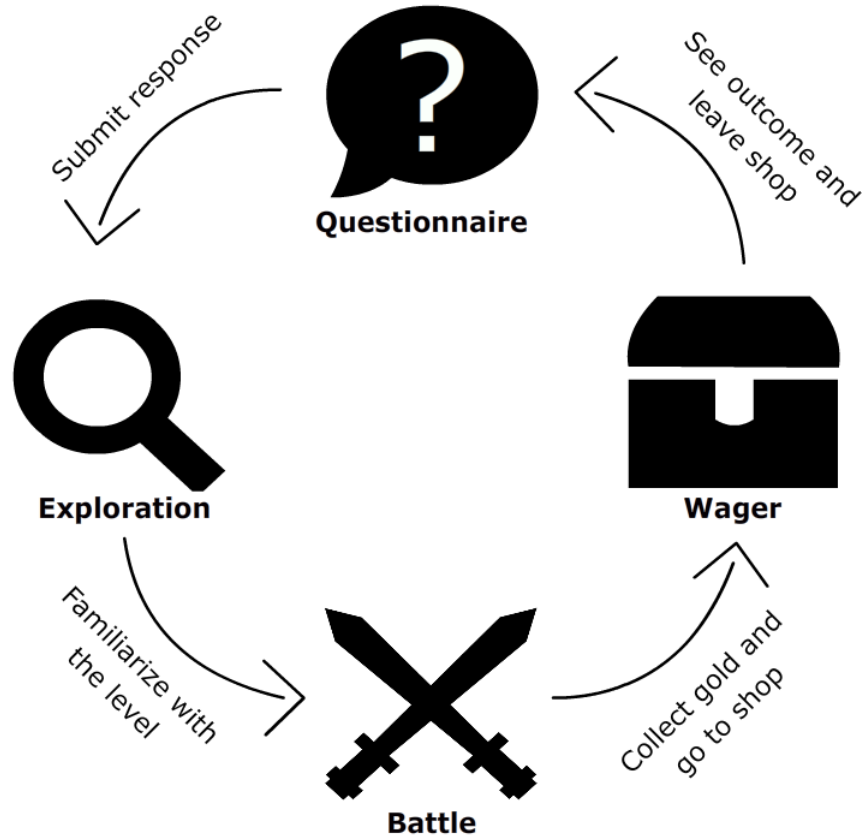 ?
Questionnaire
Submit response
Exploration
Familiarize with
the level
Battle
Collect gold and
go to shop
Wager
See outcome and
leave shop